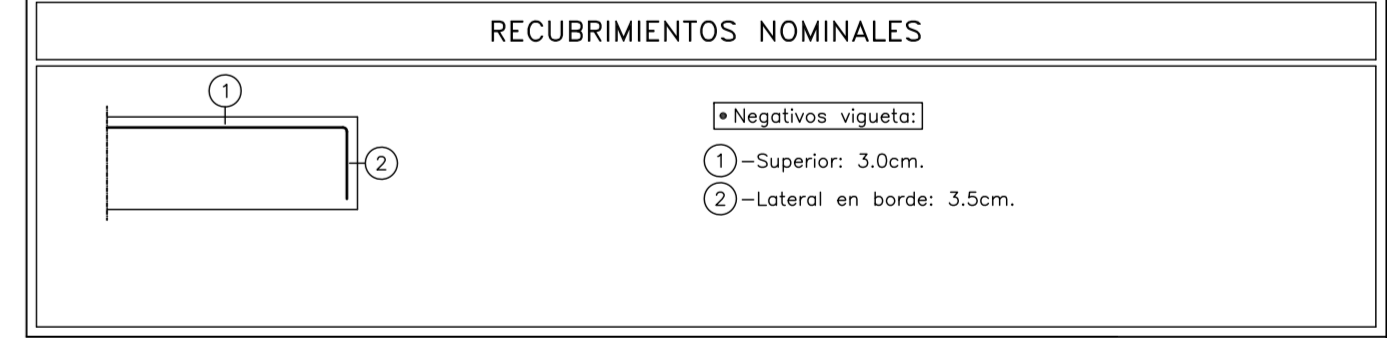 RECUBRIMIENTOS NOMINALES
1
2
• Negativos vigueta:
1 -Superior: 3.0cm.
2 -Lateral en borde: 3.5cm.